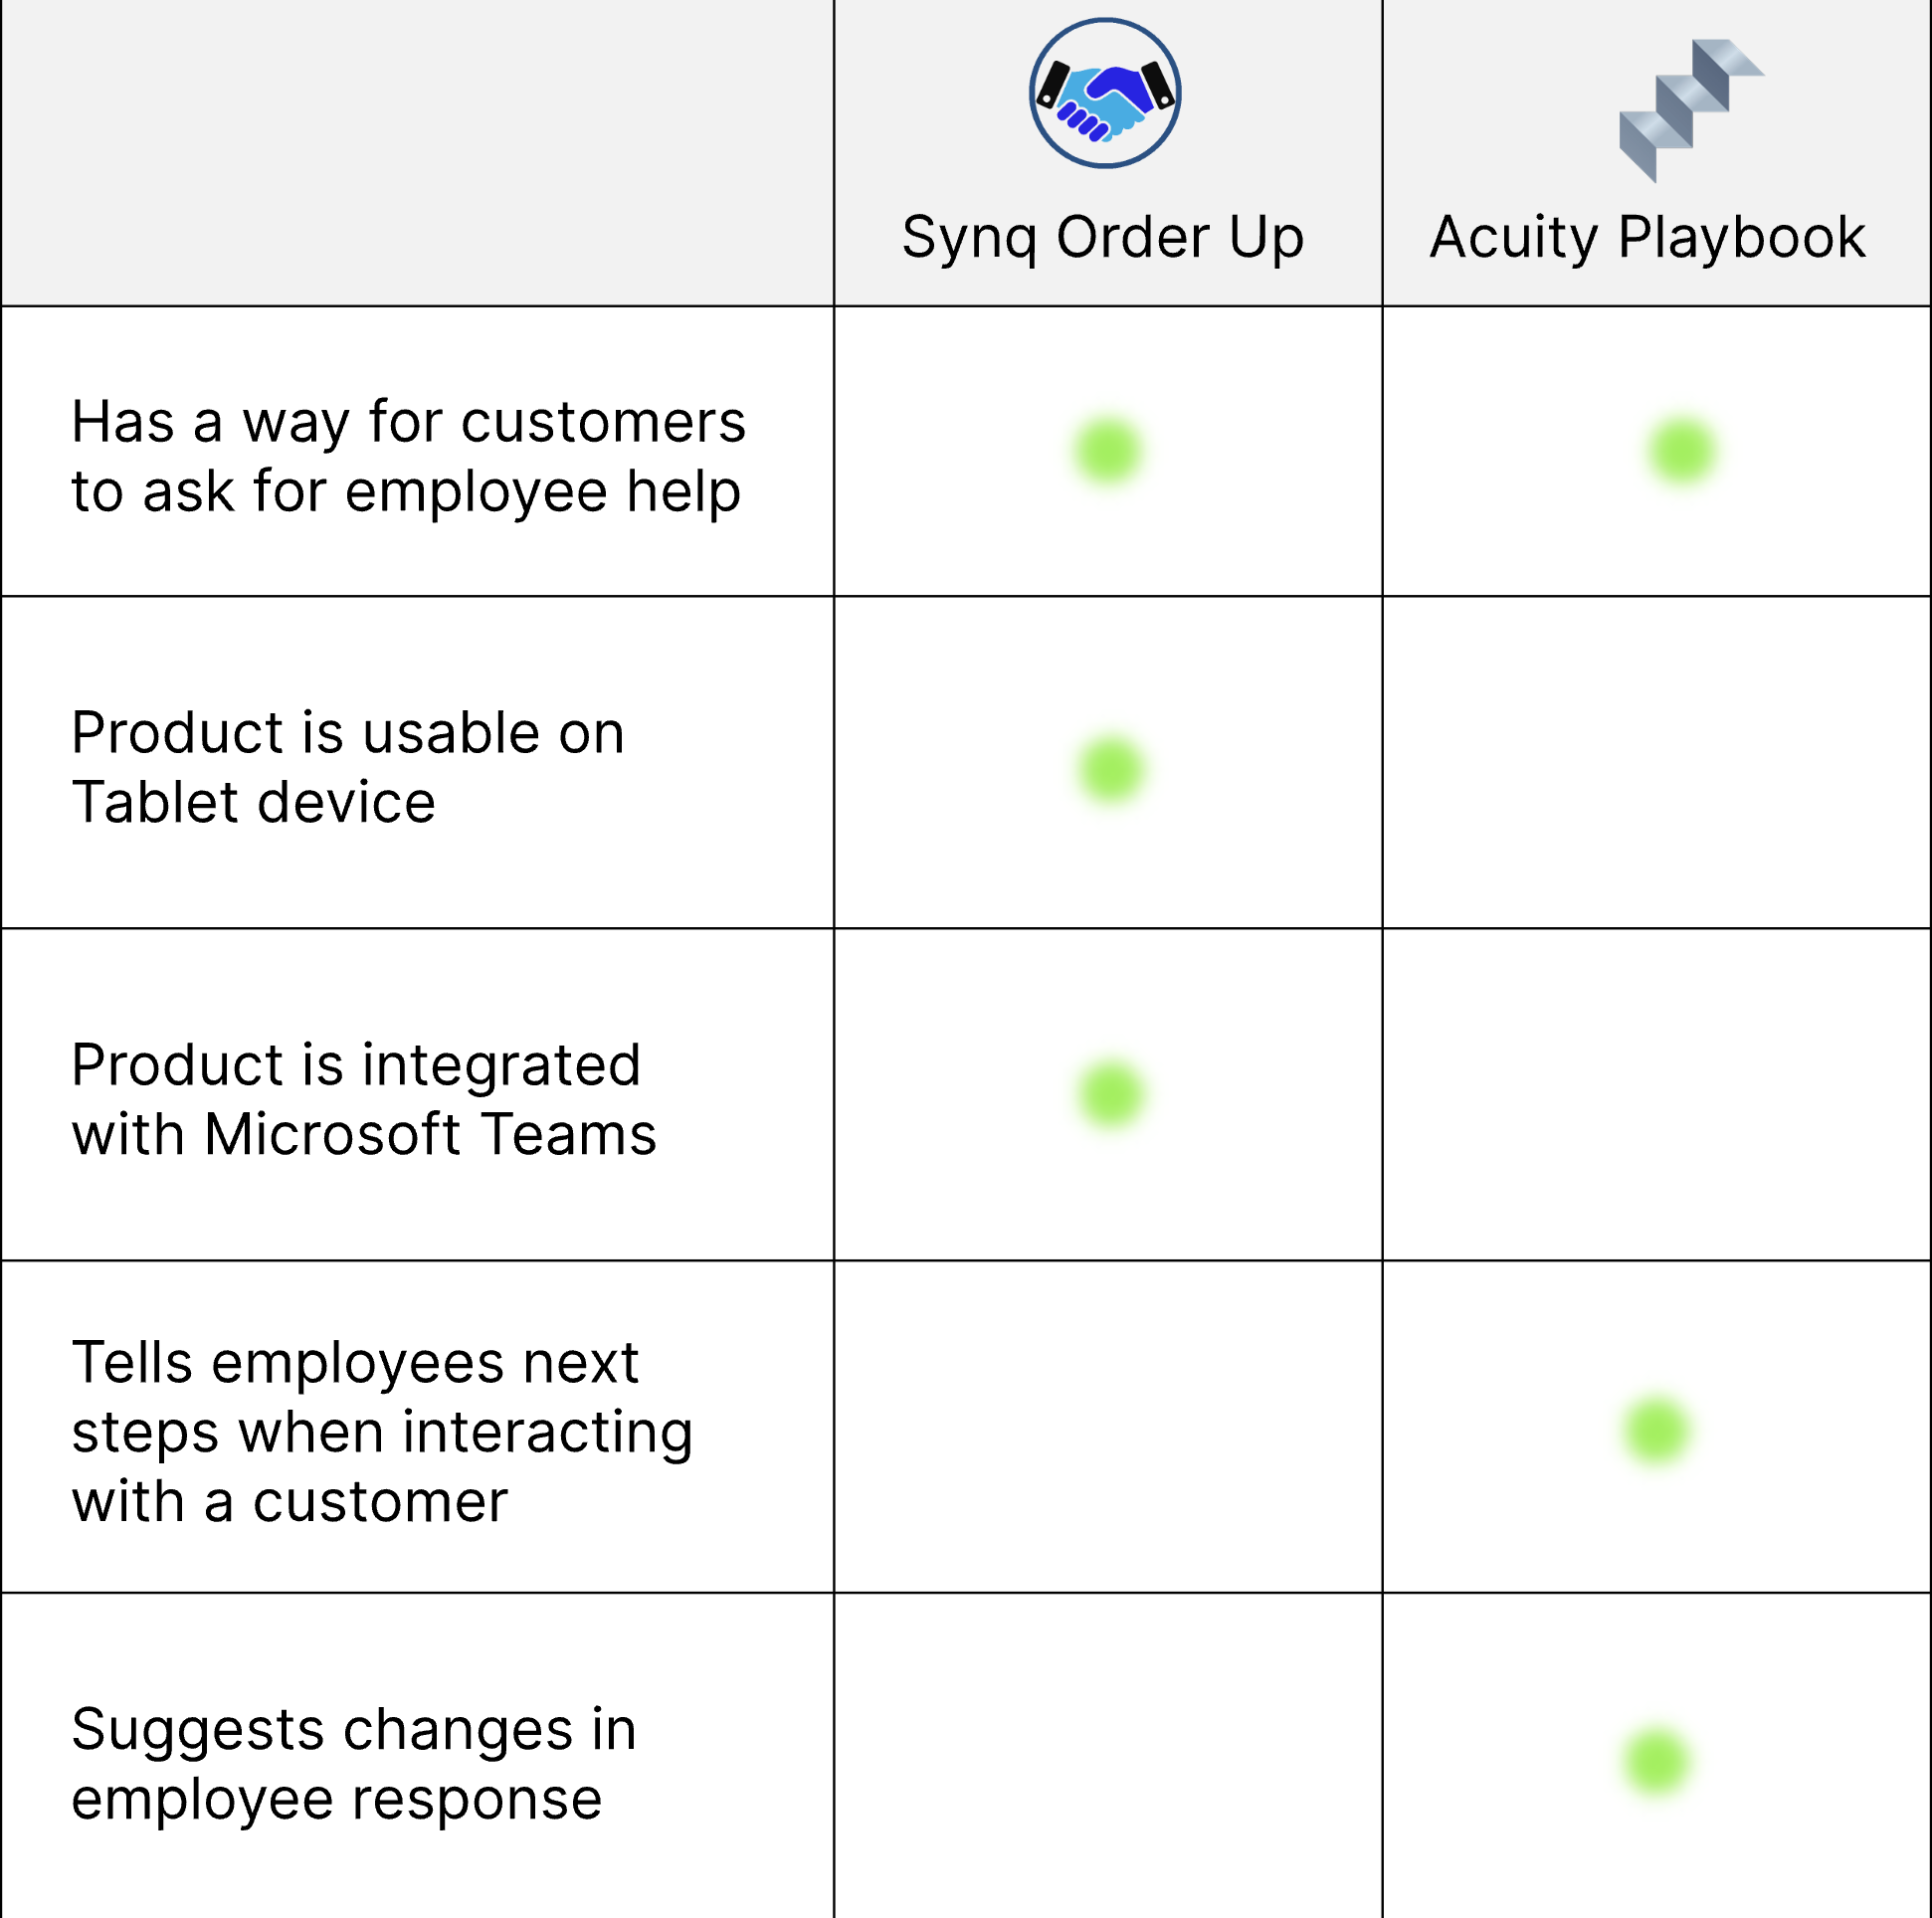 Synq Order Up
Acuity Playbook
Has a way for customers
to ask for employee help
Product is usable on
Tablet device
Product is integrated
with Microsoft Teams
Tells employees next
steps when interacting
with a customer
Suggests changes in
employee response